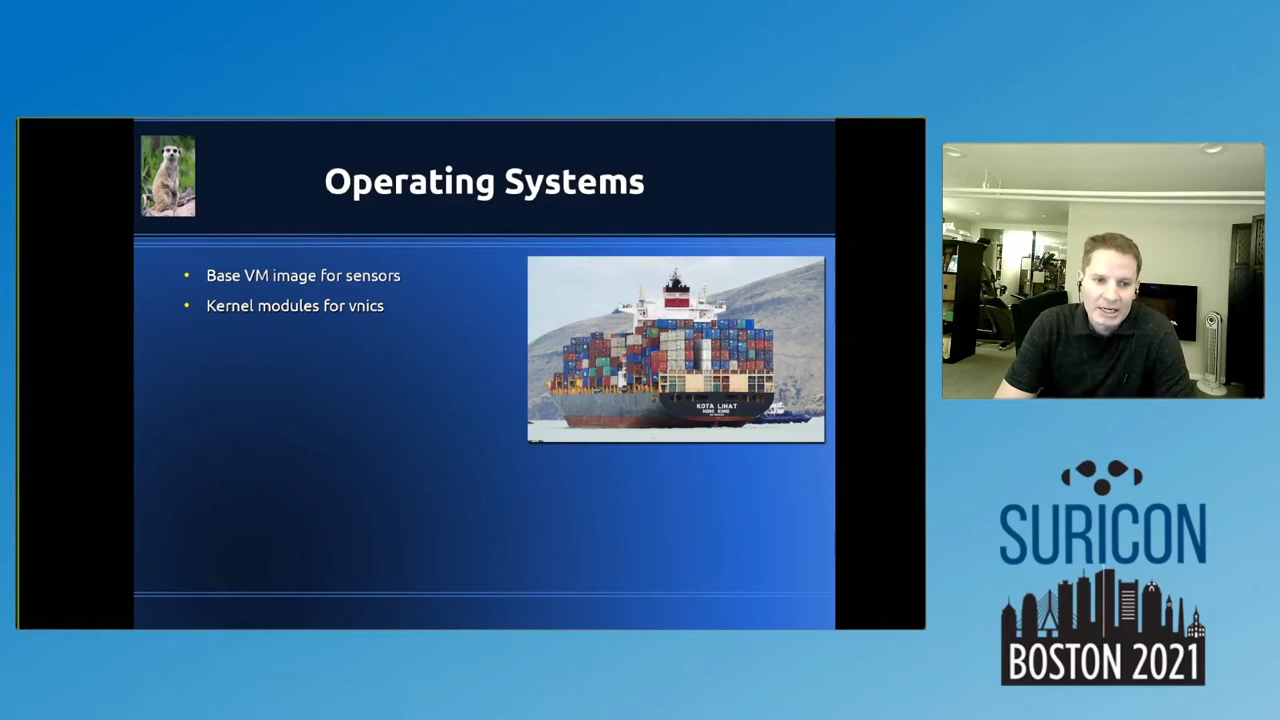 Operating Systems
Base VM image for sensors
Kernel modules for vnics
KOTA LIHAT
HONG KONG
SURICON
BOSTON 2021